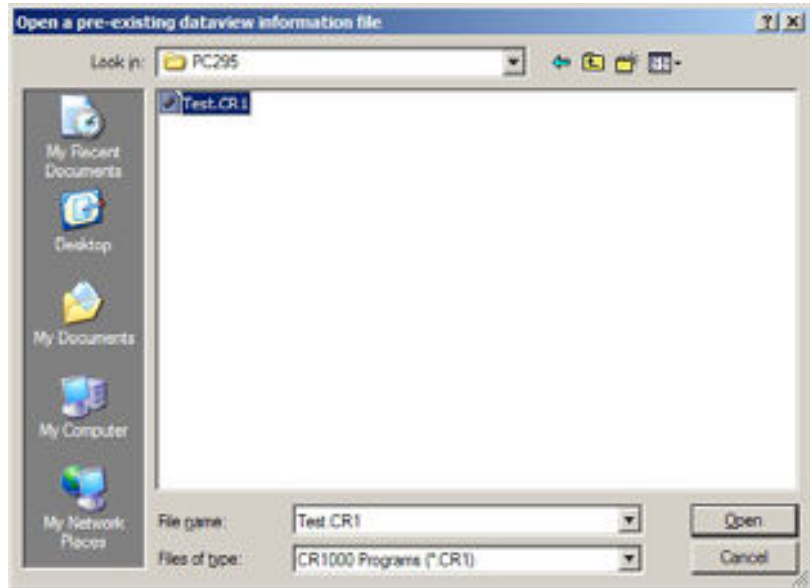 Open a pre-existing dataview information file
Look in:
PC295
Test.CR1
My Recent
Documents
Desktop
My Documents
My Computer
My Network
Places
File name:
Test.CR1
Open
Files of type:
CR1000 Programs (*.CR1)
Cancel